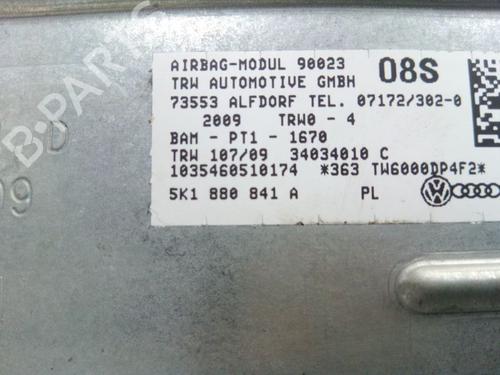 AIRBAG-MODUL 90023 08S
TRW AUTOMOTIVE GMBH
73553 ALFDORF TEL. 07172/302-0
2009 TRW0 - 4
BAM - PT1 - 1670
TRW 107/09 34034010 C
1035460510174 *363 TW6000DP4F2*
5K1 880 841 A PL
B-PARTS